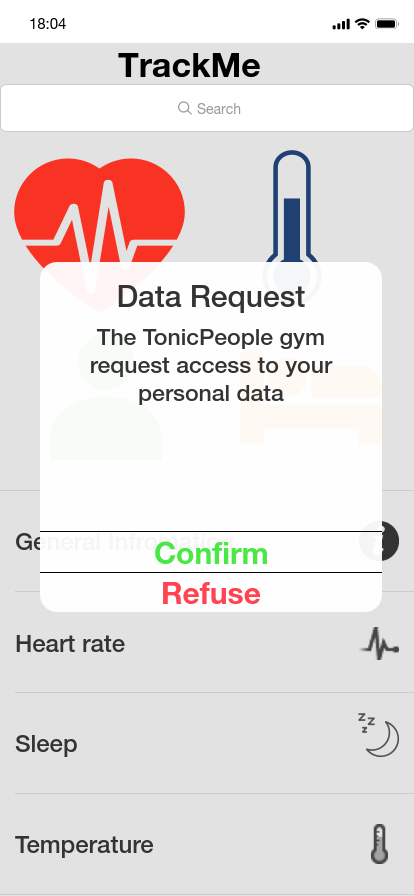 18:04
TrackMe
Search
Data Request
The TonicPeople gym
request access to your
personal data
General Infromation
Confirm
Refuse
Heart rate
z z z
Sleep
Temperature